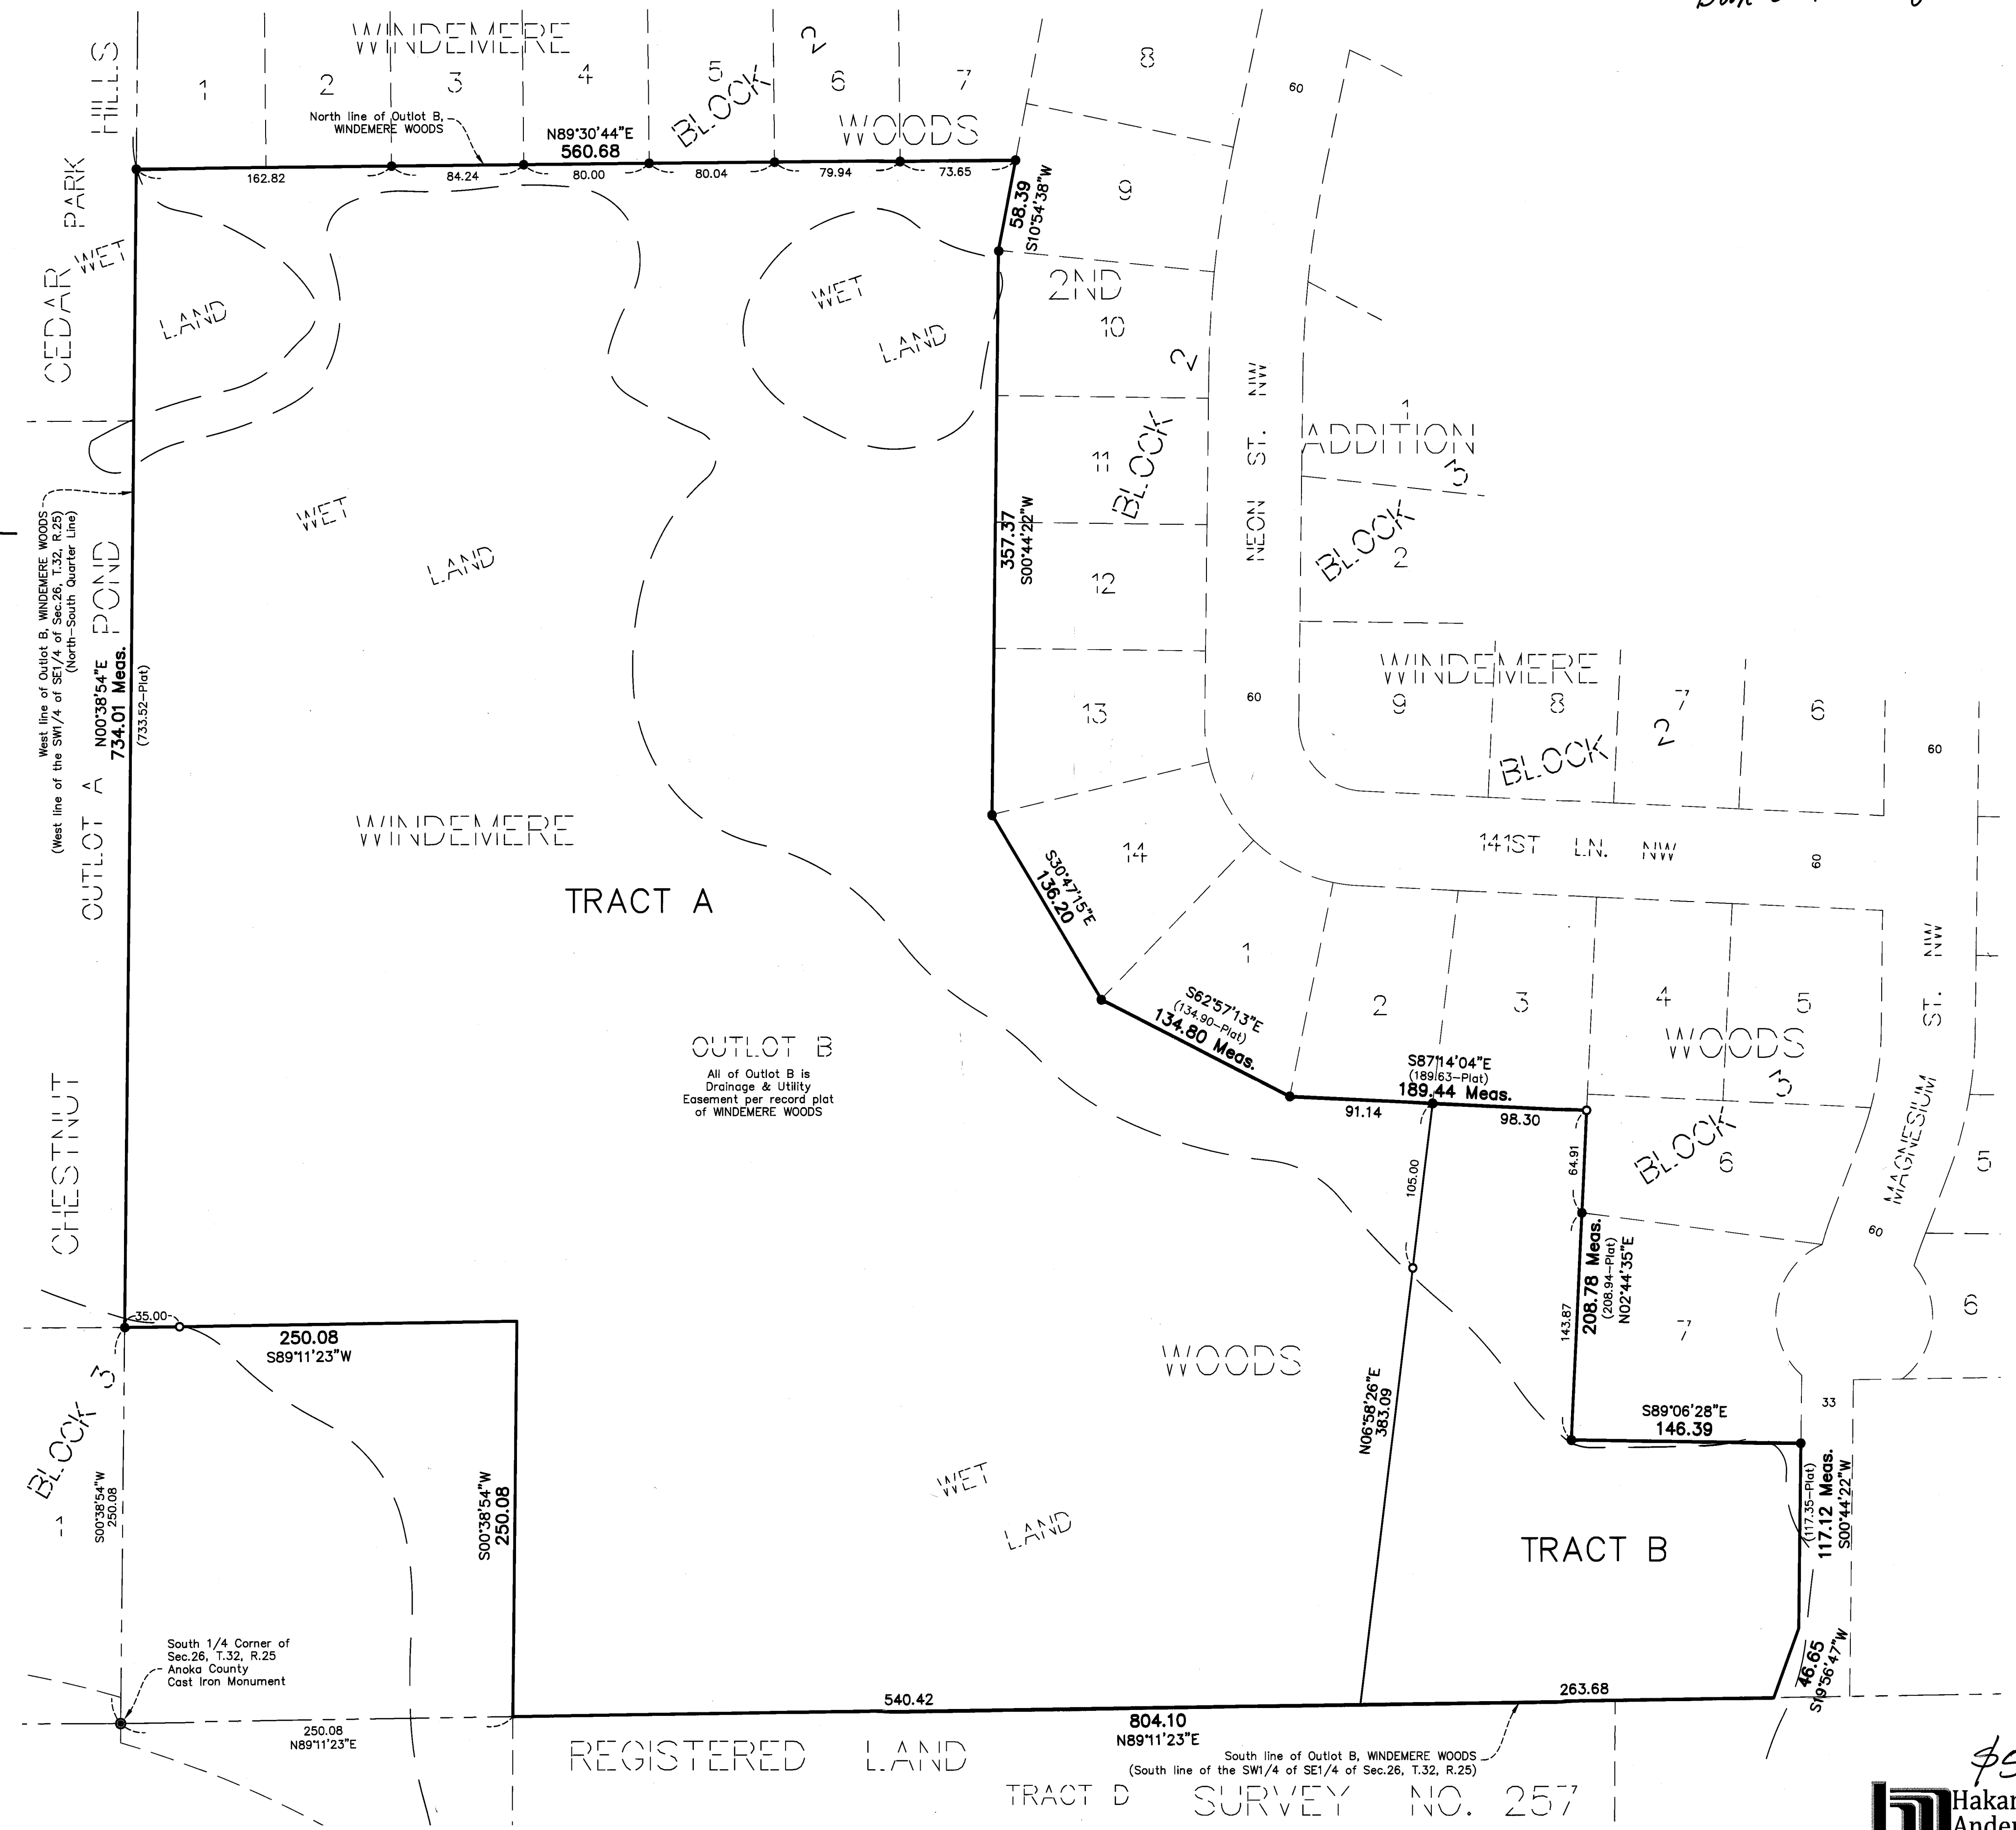 WINDEMERE
HILLS
1
2
3
4
5
6
7
BLOCK
2
WOODS
8
60
9
North line of Outlot B,
WINDEMERE WOODS
N89°30'44"E
560.68
162.82
84.24
80.00
80.04
79.94
73.65
58.39
S10°54'38"W
CEDAR PARK
WET
LAND
WET
LAND
2ND
10
2
BLOCK
11
12
13
14
NEON ST. NW
1
ADDITION
3
BLOCK
2
WET
LAND
357.37
S00°44'22"W
West line of Outlot B, WINDEMERE WOODS
(West line of the SW1/4 of SE1/4 of Sec.26, T.32, R.25)
(North-South Quarter Line)
N00°38'54"E
734.01 Meas.
(733.52-Plat)
OUTLOT A
POND
CHESTNUT
WINDEMERE
9
8
7
6
BLOCK
2
60
60
141ST LN. NW
60
WINDEMERE
TRACT A
S30°47'15"E
136.20
1
2
3
4
5
WOODS
3
BLOCK
6
MAGNESIUM ST. NW
5
60
6
7
OUTLOT B
All of Outlot B is
Drainage & Utility
Easement per record plat
of WINDEMERE WOODS
S62°57'13"E
(134.90-Plat)
134.80 Meas.
S87°14'04"E
(189.63-Plat)
189.44 Meas.
91.14
98.30
105.00
64.91
208.78 Meas.
(208.94-Plat)
N02°44'35"E
143.87
35.00
250.08
S89°11'23"W
WOODS
N06°58'26"E
383.09
S89°06'28"E
146.39
33
3
BLOCK
1
S00°38'54"W
250.08
S00°38'54"W
250.08
WET
LAND
TRACT B
(117.35-Plat)
117.12 Meas.
S00°44'22"W
46.65
S19°56'47"W
South 1/4 Corner of
Sec.26, T.32, R.25
Anoka County
Cast Iron Monument
250.08
N89°11'23"E
540.42
263.68
804.10
N89°11'23"E
South line of Outlot B, WINDEMERE WOODS
(South line of the SW1/4 of SE1/4 of Sec.26, T.32, R.25)
REGISTERED LAND
TRACT D SURVEY NO. 257